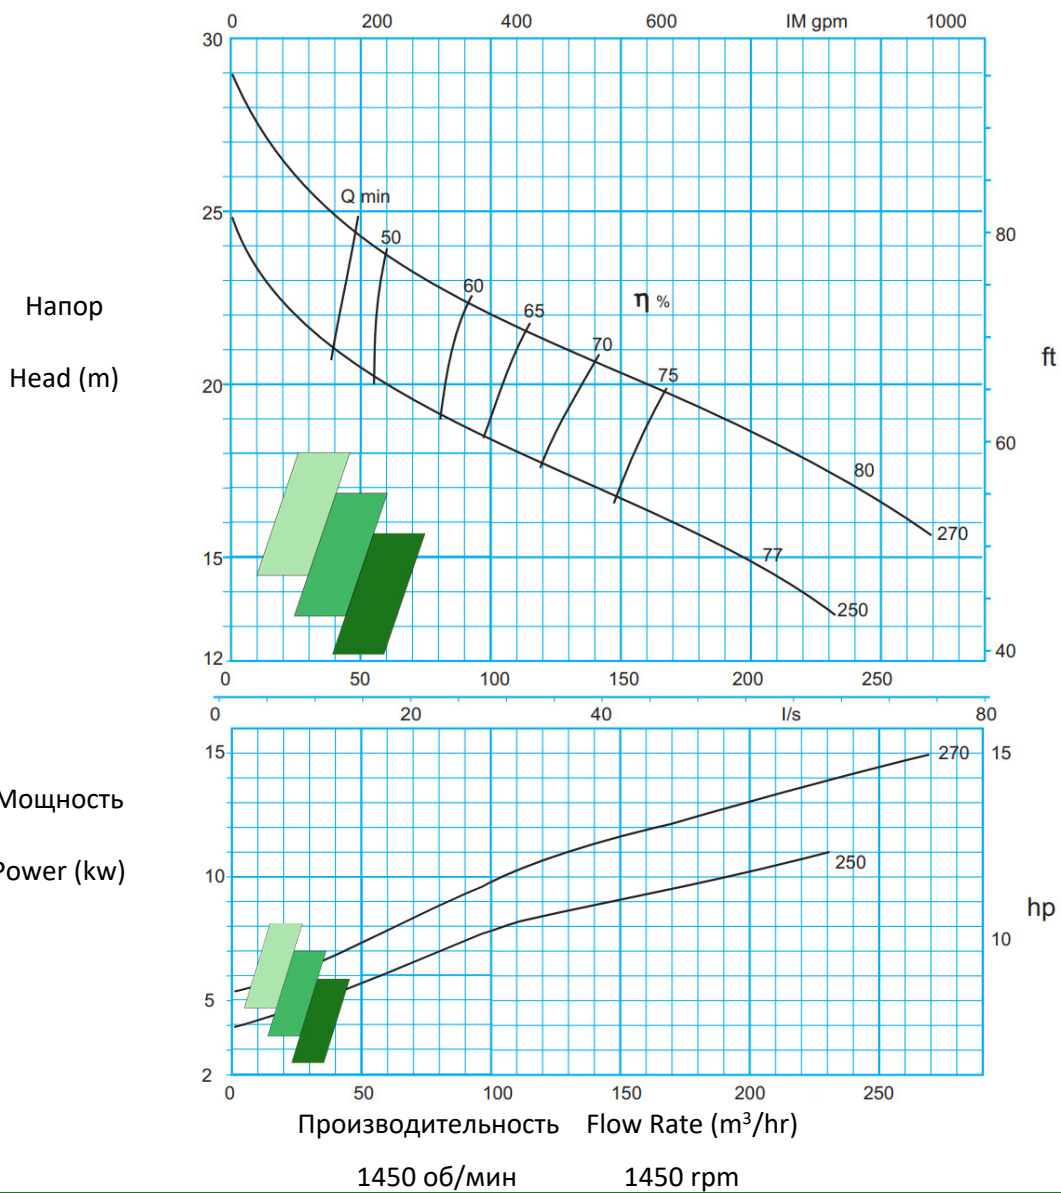 0 200 400 600 IM gpm 1000
30
Q min
25
50
80
60
Напор
η %
65
70
Head (m)
20
75
ft
60
80
270
15
77
250
12
40
0 50 100 150 200 250
0 20 40 l/s 80
15
270
15
Мощность
10
250
Power (kw)
hp
10
5
2
0 50 100 150 200 250
Производительность Flow Rate (m³/hr)
1450 об/мин 1450 rpm